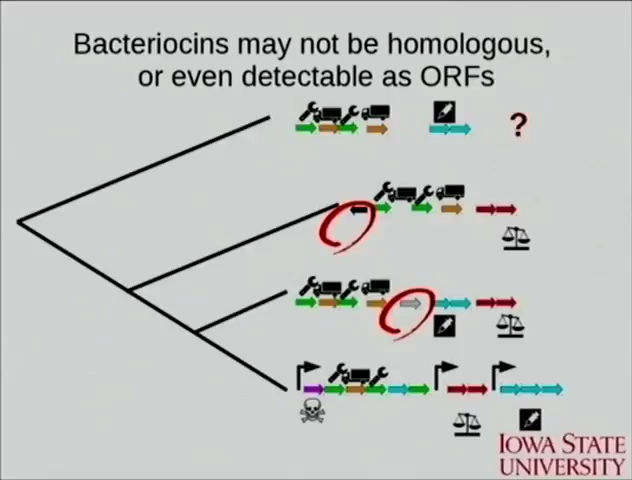 Bacteriocins may not be homologous,
or even detectable as ORFs
?
IOWA STATE
UNIVERSITY